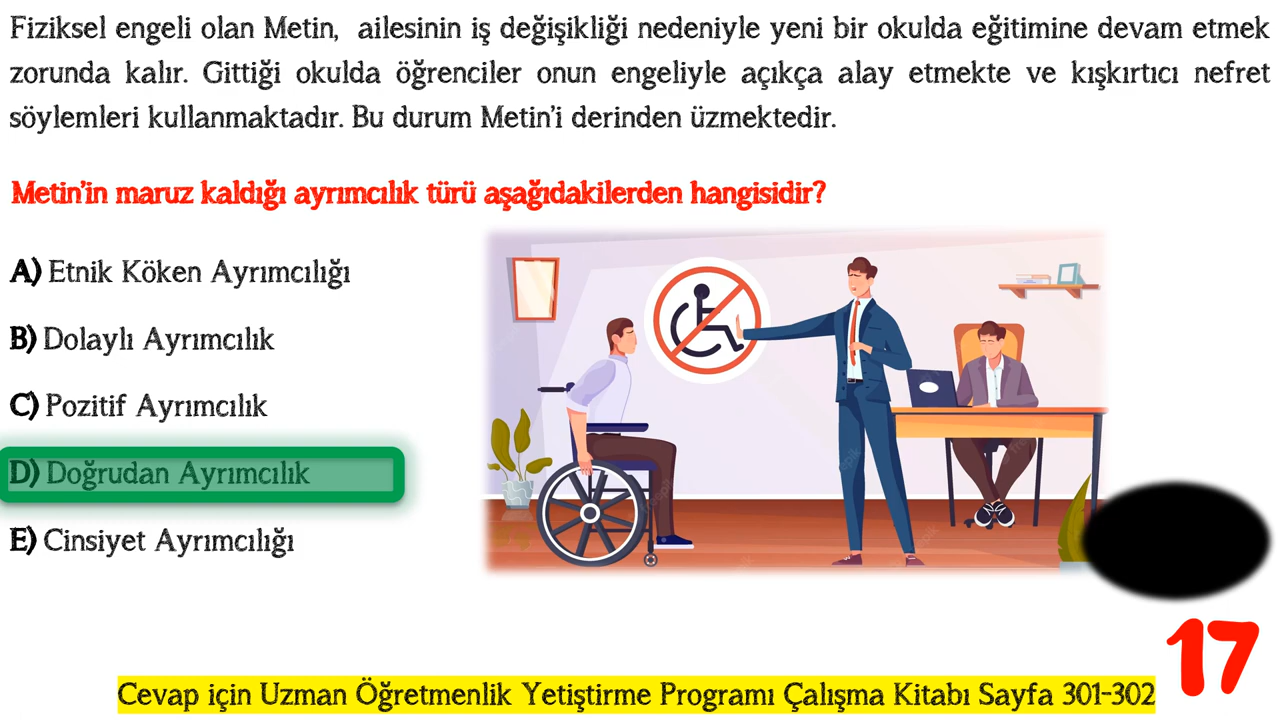 Fiziksel engeli olan Metin, ailesinin iş değişikliği nedeniyle yeni bir okulda eğitimine devam etmek
zorunda kalır. Gittiği okulda öğrenciler onun engeliyle açıkça alay etmekte ve kışkırtıcı nefret
söylemleri kullanmaktadır. Bu durum Metin'i derinden üzmektedir.
Metin'in maruz kaldığı ayrımcılık türü aşağıdakilerden hangisidir?
A) Etnik Köken Ayrımcılığı
B) Dolaylı Ayrımcılık
C) Pozitif Ayrımcılık
D) Doğrudan Ayrımcılık
E) Cinsiyet Ayrımcılığı
17
Cevap için Uzman Öğretmenlik Yetiştirme Programı Çalışma Kitabı Sayfa 301-302